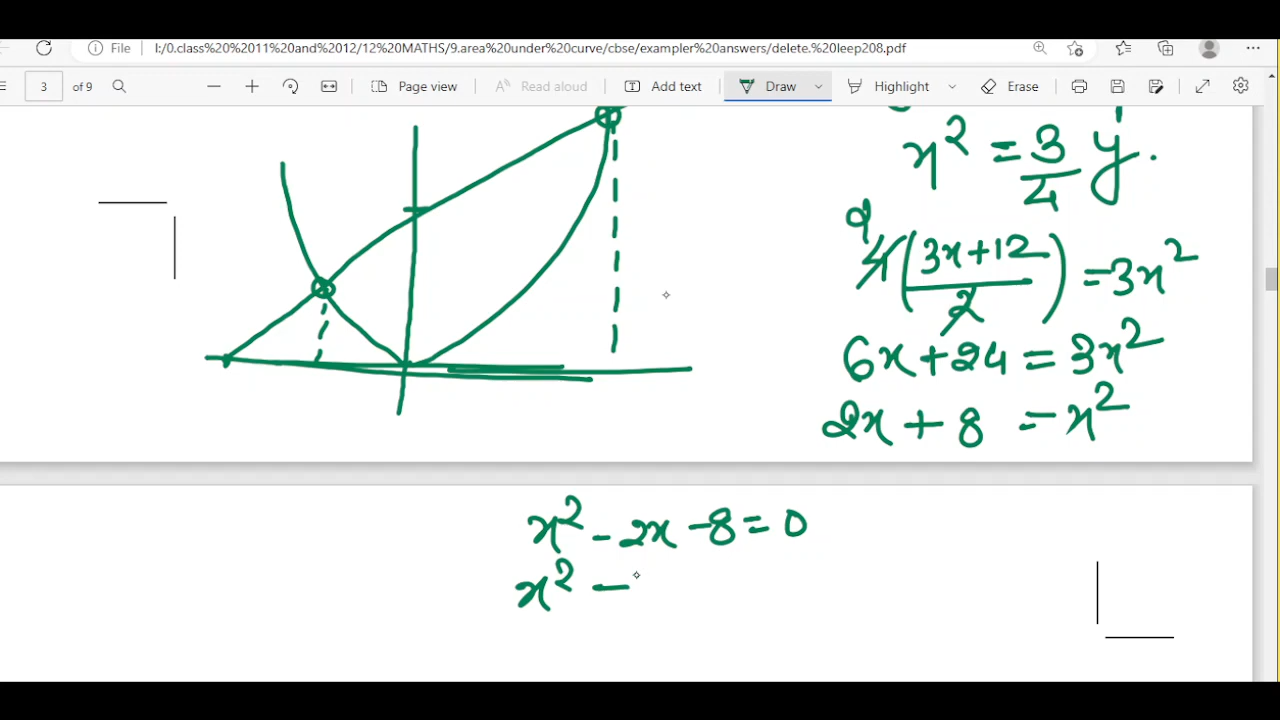 File I:/0.class%20%2011%20and%2012/12%20MATHS/9.area%20under%20curve/cbse/exampler%20answers/delete.%20leep208.pdf
3 of 9 Page view Read aloud Add text Draw Highlight Erase
x² = 3/4 y.
2
4(3x+12/2) = 3x²
6x + 24 = 3x²
2x + 8 = x²
x² - 2x - 8 = 0
x² -